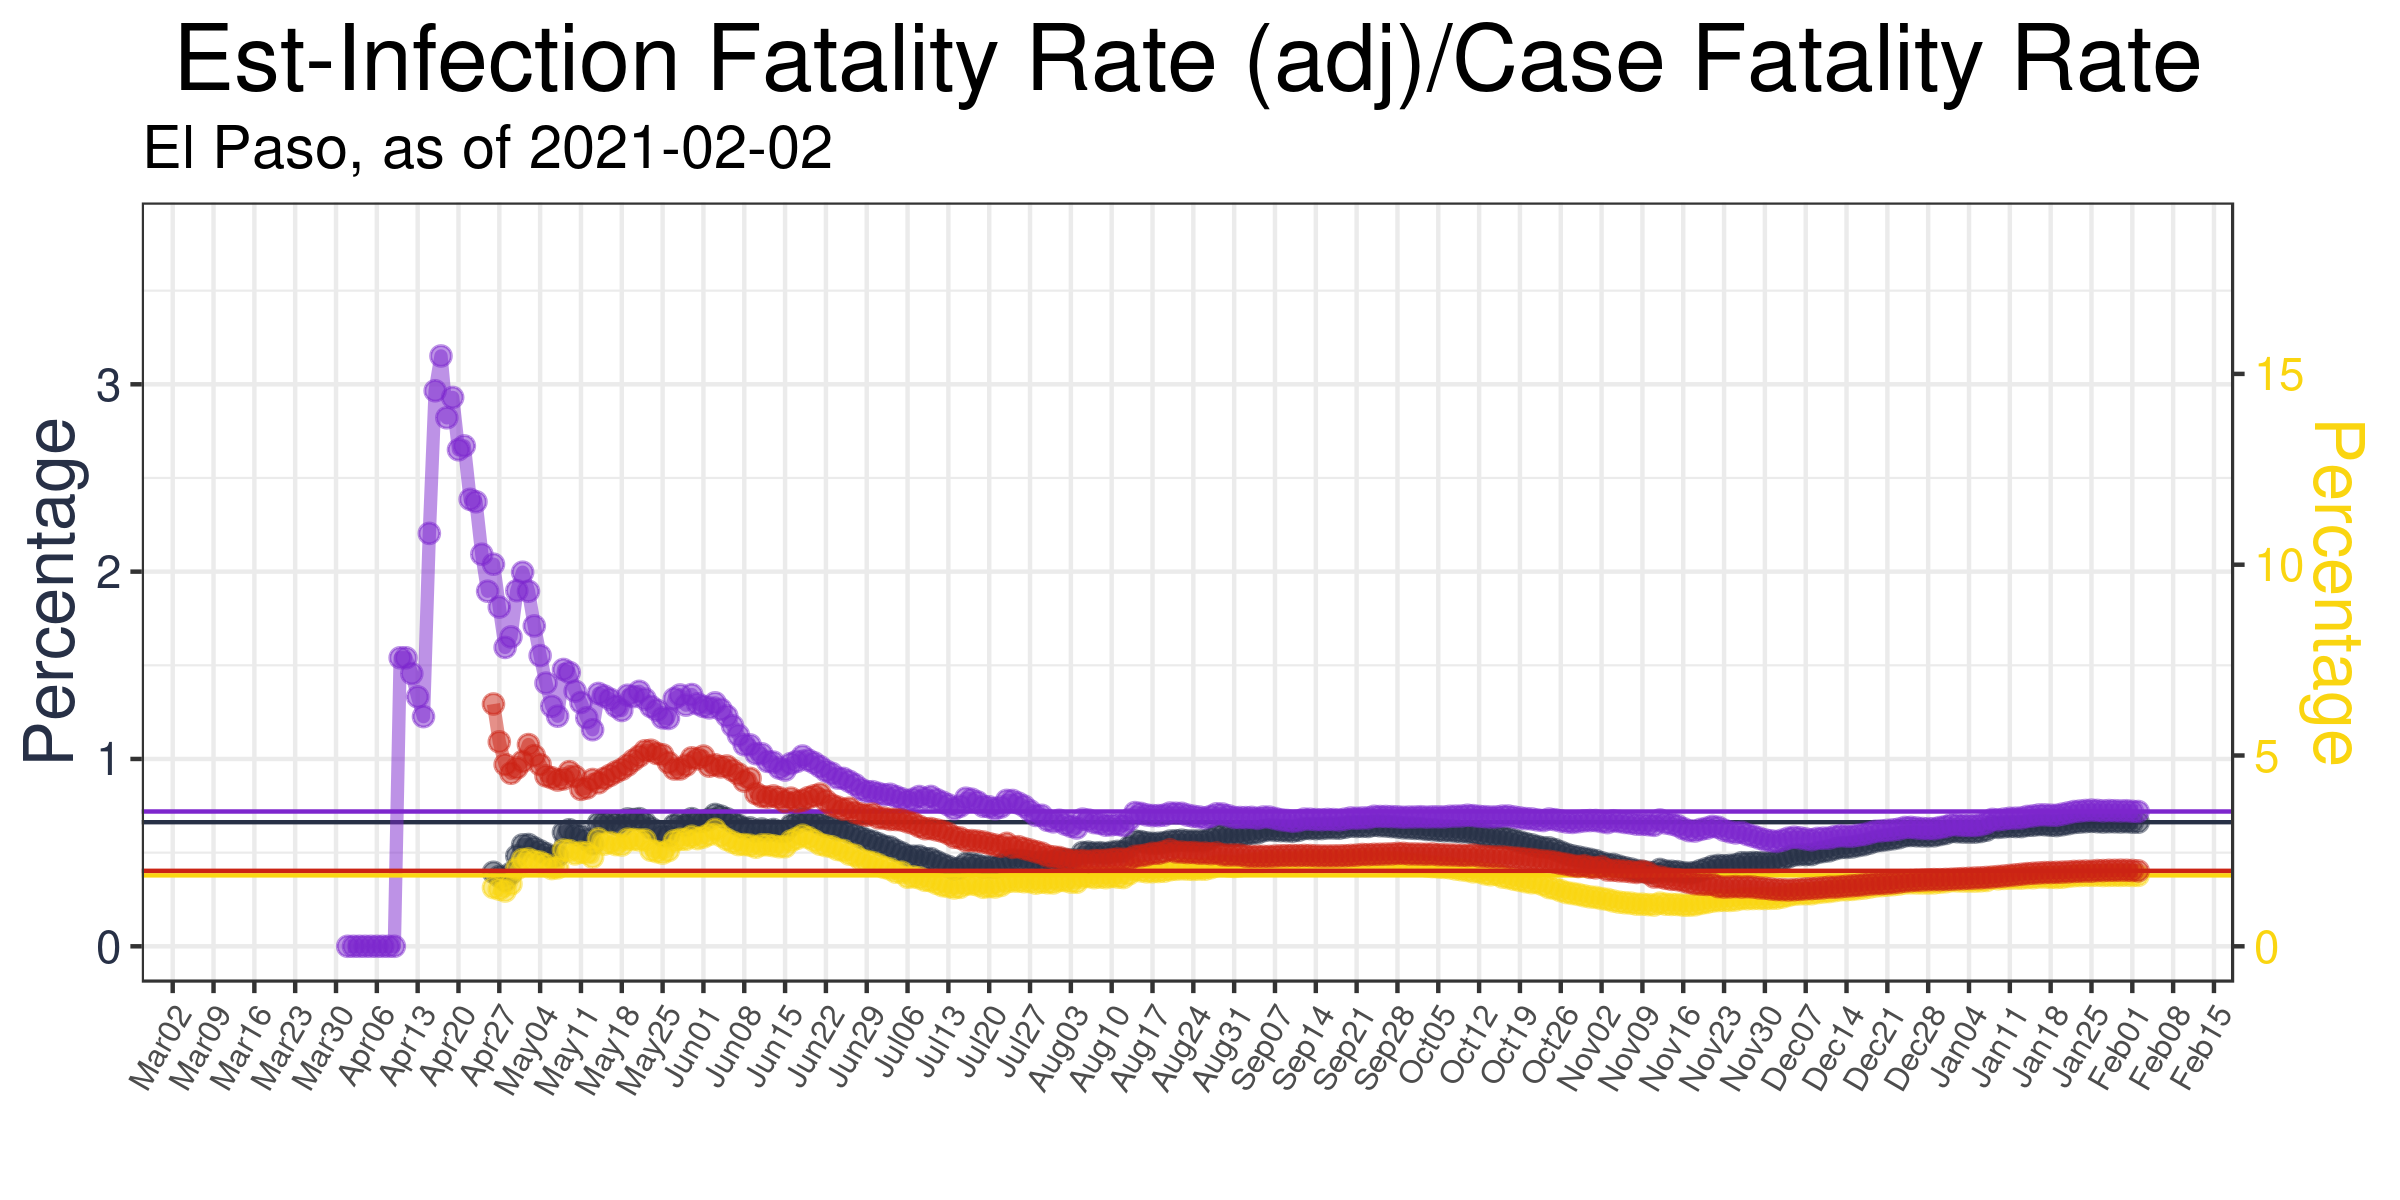 Est-Infection Fatality Rate (adj)/Case Fatality Rate
El Paso, as of 2021-02-02
Percentage
3
2
1
0
15
10
5
0
Percentage
Mar02
Mar09
Mar16
Mar23
Mar30
Apr06
Apr13
Apr20
Apr27
May04
May11
May18
May25
Jun01
Jun08
Jun15
Jun22
Jun29
Jul06
Jul13
Jul20
Jul27
Aug03
Aug10
Aug17
Aug24
Aug31
Sep07
Sep14
Sep21
Sep28
Oct05
Oct12
Oct19
Oct26
Nov02
Nov09
Nov16
Nov23
Nov30
Dec07
Dec14
Dec21
Dec28
Dec04
Jan11
Jan18
Jan25
Feb01
Feb08
Feb15